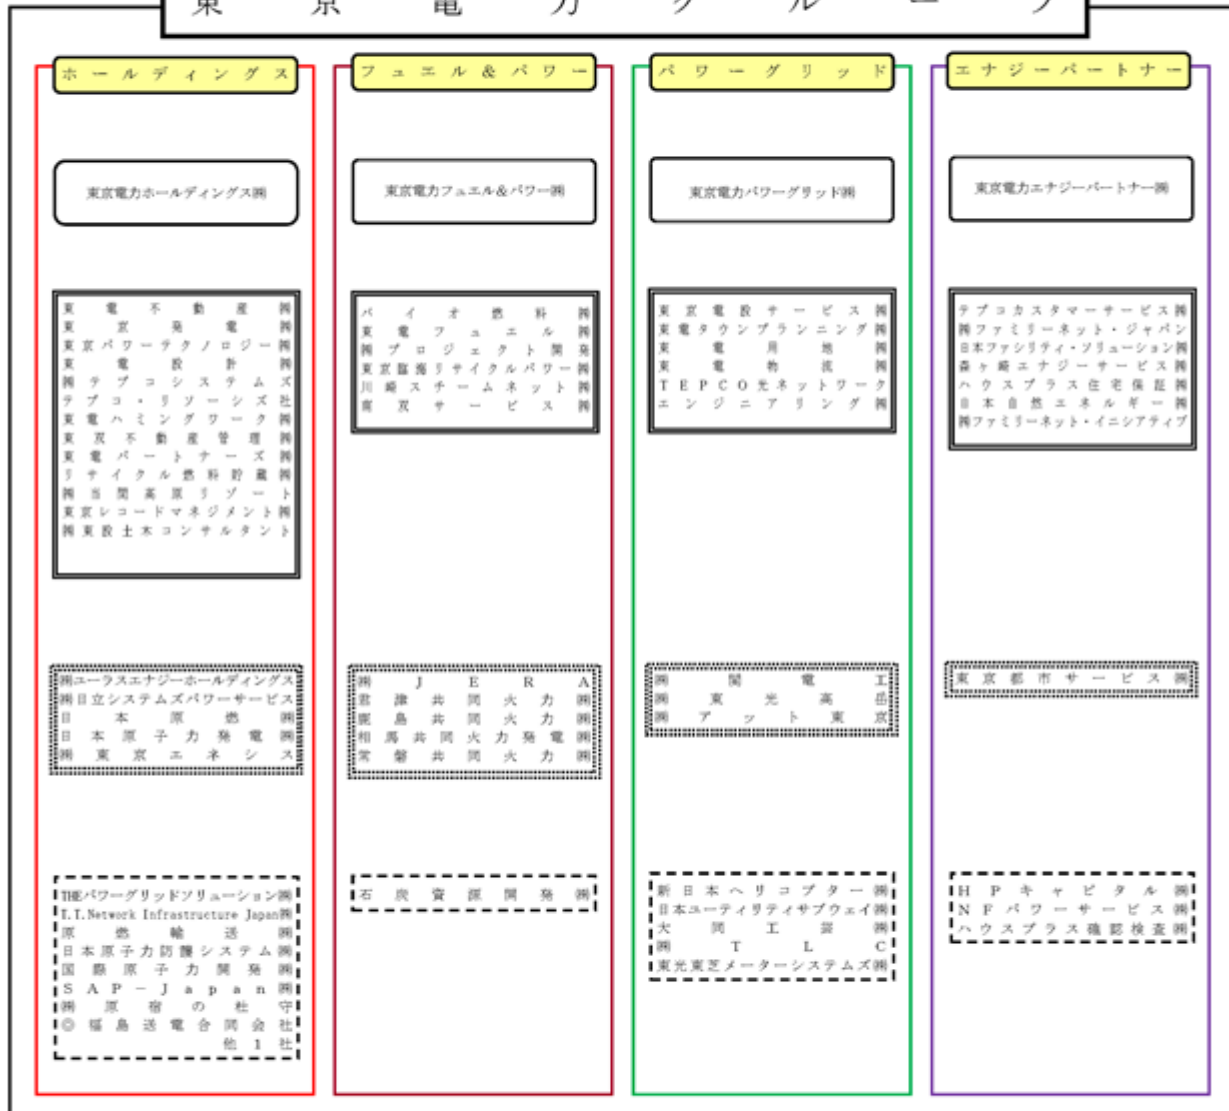 東京電力グループ
ホールディングス
東京電力ホールディングス㈱
東電不動産㈱
東京発電㈱
東京パワーテクノロジー㈱
東電設計㈱
㈱テプコシステムズ
テプコ・リソーシズ社
東電ハミングワーク㈱
東双不動産管理㈱
東電パートナーズ㈱
リサイクル燃料貯蔵㈱
㈱当間高原リゾート
東京レコードマネジメント㈱
㈱東設土木コンサルタント
㈱ユーラスエナジーホールディングス
㈱日立システムズパワーサービス
日本原燃㈱
日本原子力発電㈱
㈱東京エネシス
THEパワーグリッドソリューション㈱
I.T.Network Infrastructure Japan㈱
原燃輸送㈱
日本原子力防護システム㈱
国際原子力開発㈱
SAP－Japan㈱
㈱原宿の杜守
◎福島送電合同会社
他1社
フュエル＆パワー
東京電力フュエル＆パワー㈱
バイオ燃料㈱
東電フュエル㈱
㈱プロジェクト開発
東京臨海リサイクルパワー㈱
川崎スチームネット㈱
南双サービス㈱
㈱JERA
君津共同火力㈱
鹿島共同火力㈱
相馬共同火力発電㈱
常磐共同火力㈱
石炭資源開発㈱
パワーグリッド
東京電力パワーグリッド㈱
東京電設サービス㈱
東電タウンプランニング㈱
東電用地㈱
東電物流㈱
TEPCO光ネットワーク
エンジニアリング㈱
㈱関電工
㈱東光高岳
㈱アット東京
新日本ヘリコプター㈱
日本ユーティリティサブウェイ㈱
大同工芸㈱
㈱TLC
東光東芝メーターシステムズ㈱
エナジーパートナー
東京電力エナジーパートナー㈱
テプコカスタマーサービス㈱
㈱ファミリーネット・ジャパン
日本ファシリティ・ソリューション㈱
森ヶ崎エナジーサービス㈱
ハウスプラス住宅保証㈱
日本自然エネルギー㈱
㈱ファミリーネット・イニシアティブ
東京都市サービス㈱
HPキャピタル㈱
NFパワーサービス㈱
ハウスプラス確認検査㈱